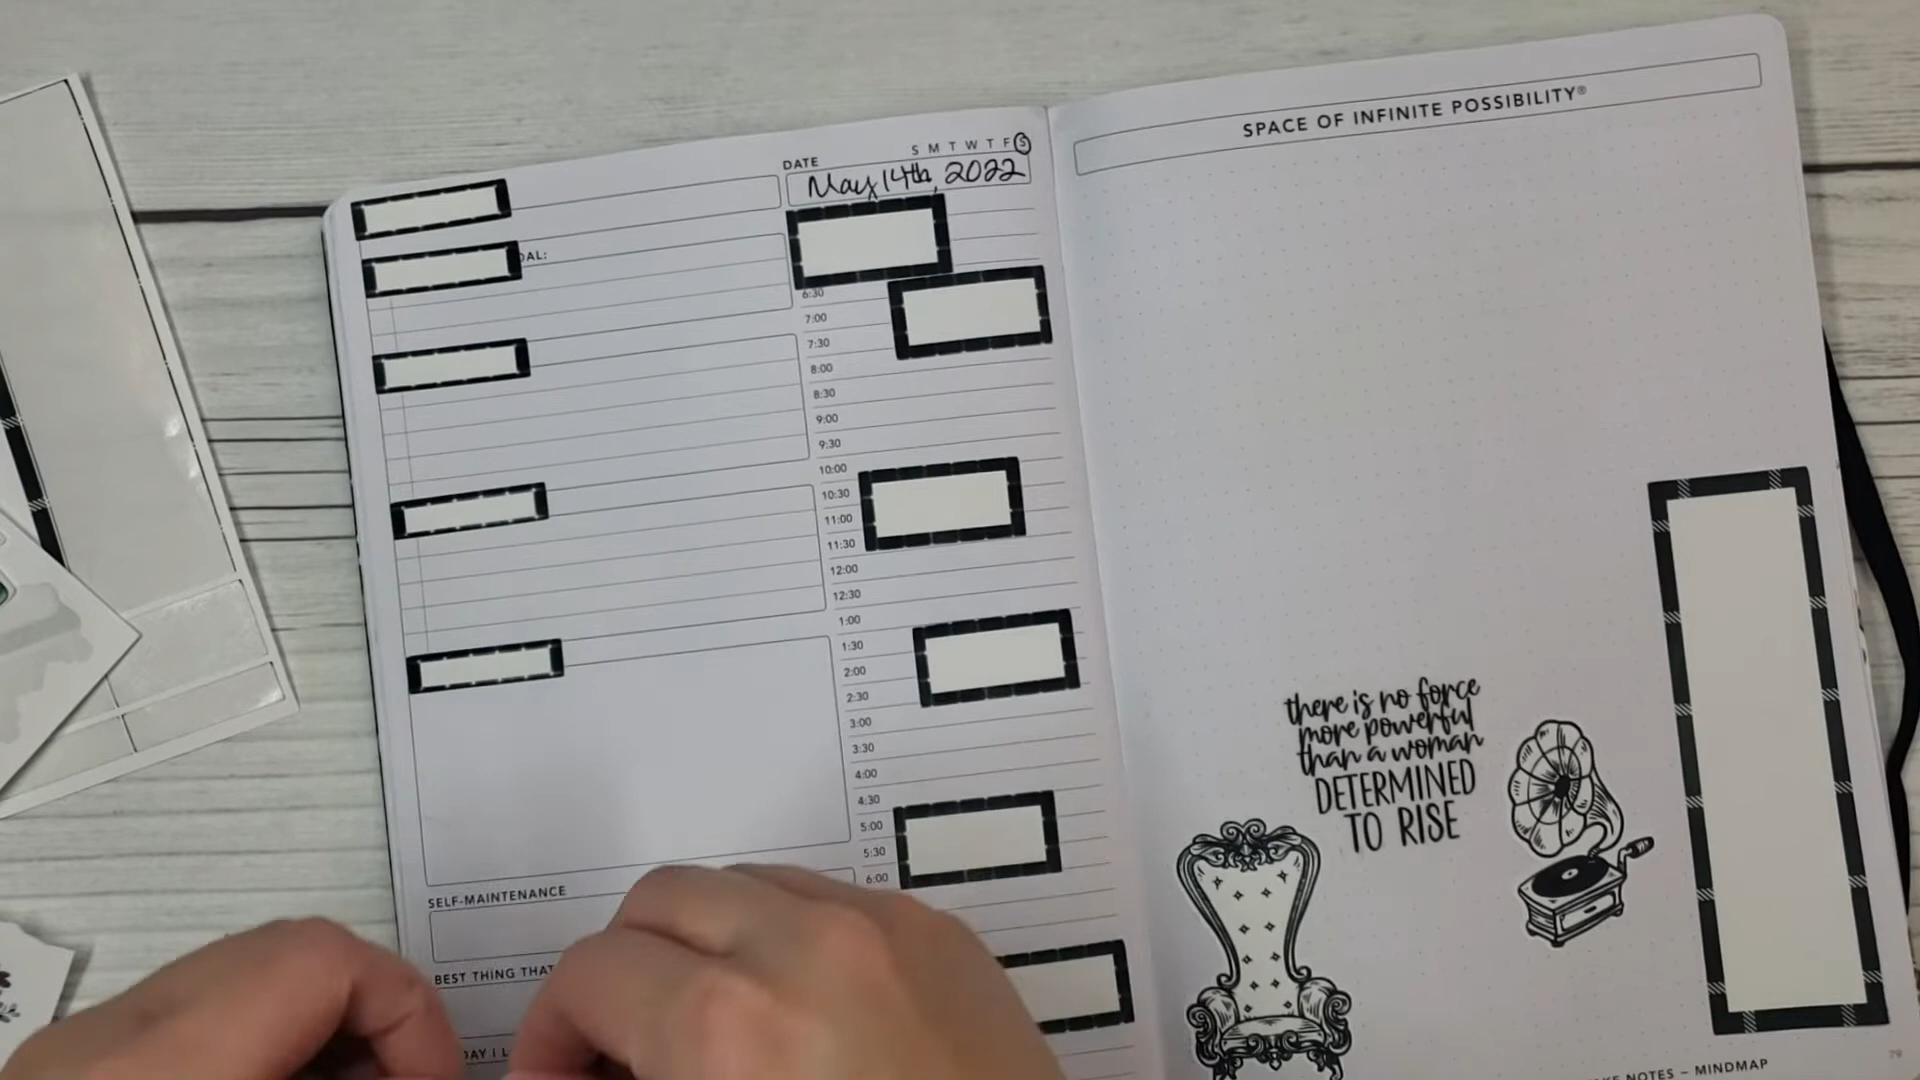 DATE
S M T W T F S
May 14th, 2022
OAL:
6:30
7:00
7:30
8:00
8:30
9:00
9:30
10:00
10:30
11:00
11:30
12:00
12:30
1:00
1:30
2:00
2:30
3:00
3:30
4:00
4:30
5:00
5:30
6:00
SELF-MAINTENANCE
BEST THING THAT
DAY I L
SPACE OF INFINITE POSSIBILITY®
there is no force
more powerful
than a woman
DETERMINED
TO RISE
NOTES – MINDMAP
79